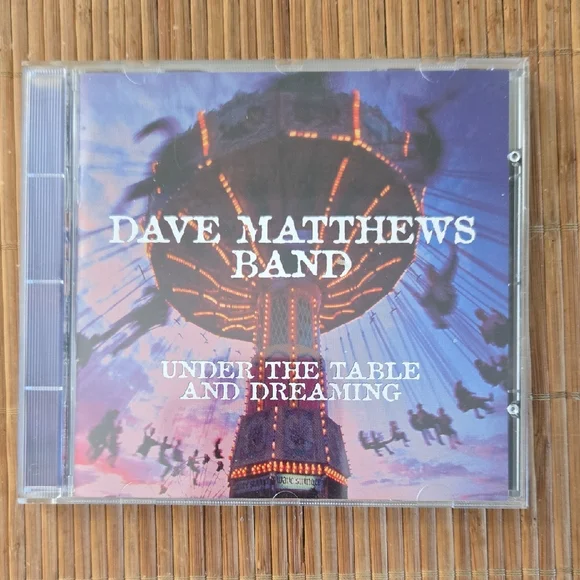 DAVE MATTHEWS
BAND
UNDER THE TABLE
AND DREAMING